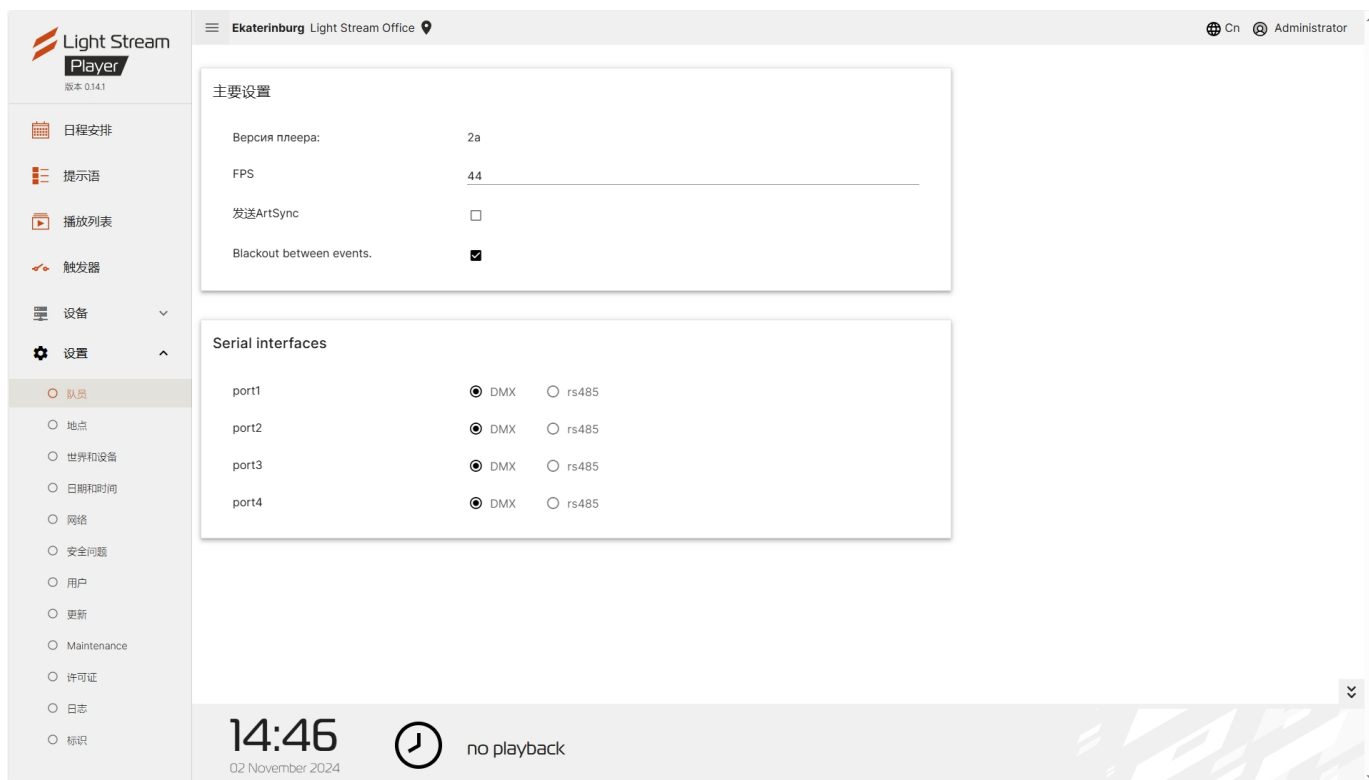 Light Stream
Player
版本 0.14.1
Ekaterinburg Light Stream Office
Cn Administrator
日程安排
提示语
播放列表
触发器
设备
设置
队员
地点
世界和设备
日期和时间
网络
安全问题
用户
更新
Maintenance
许可证
日志
标识
主要设置
Версия плеера: 2a
FPS 44
发送ArtSync
Blackout between events.
Serial interfaces
port1 DMX rs485
port2 DMX rs485
port3 DMX rs485
port4 DMX rs485
14:46
02 November 2024
no playback